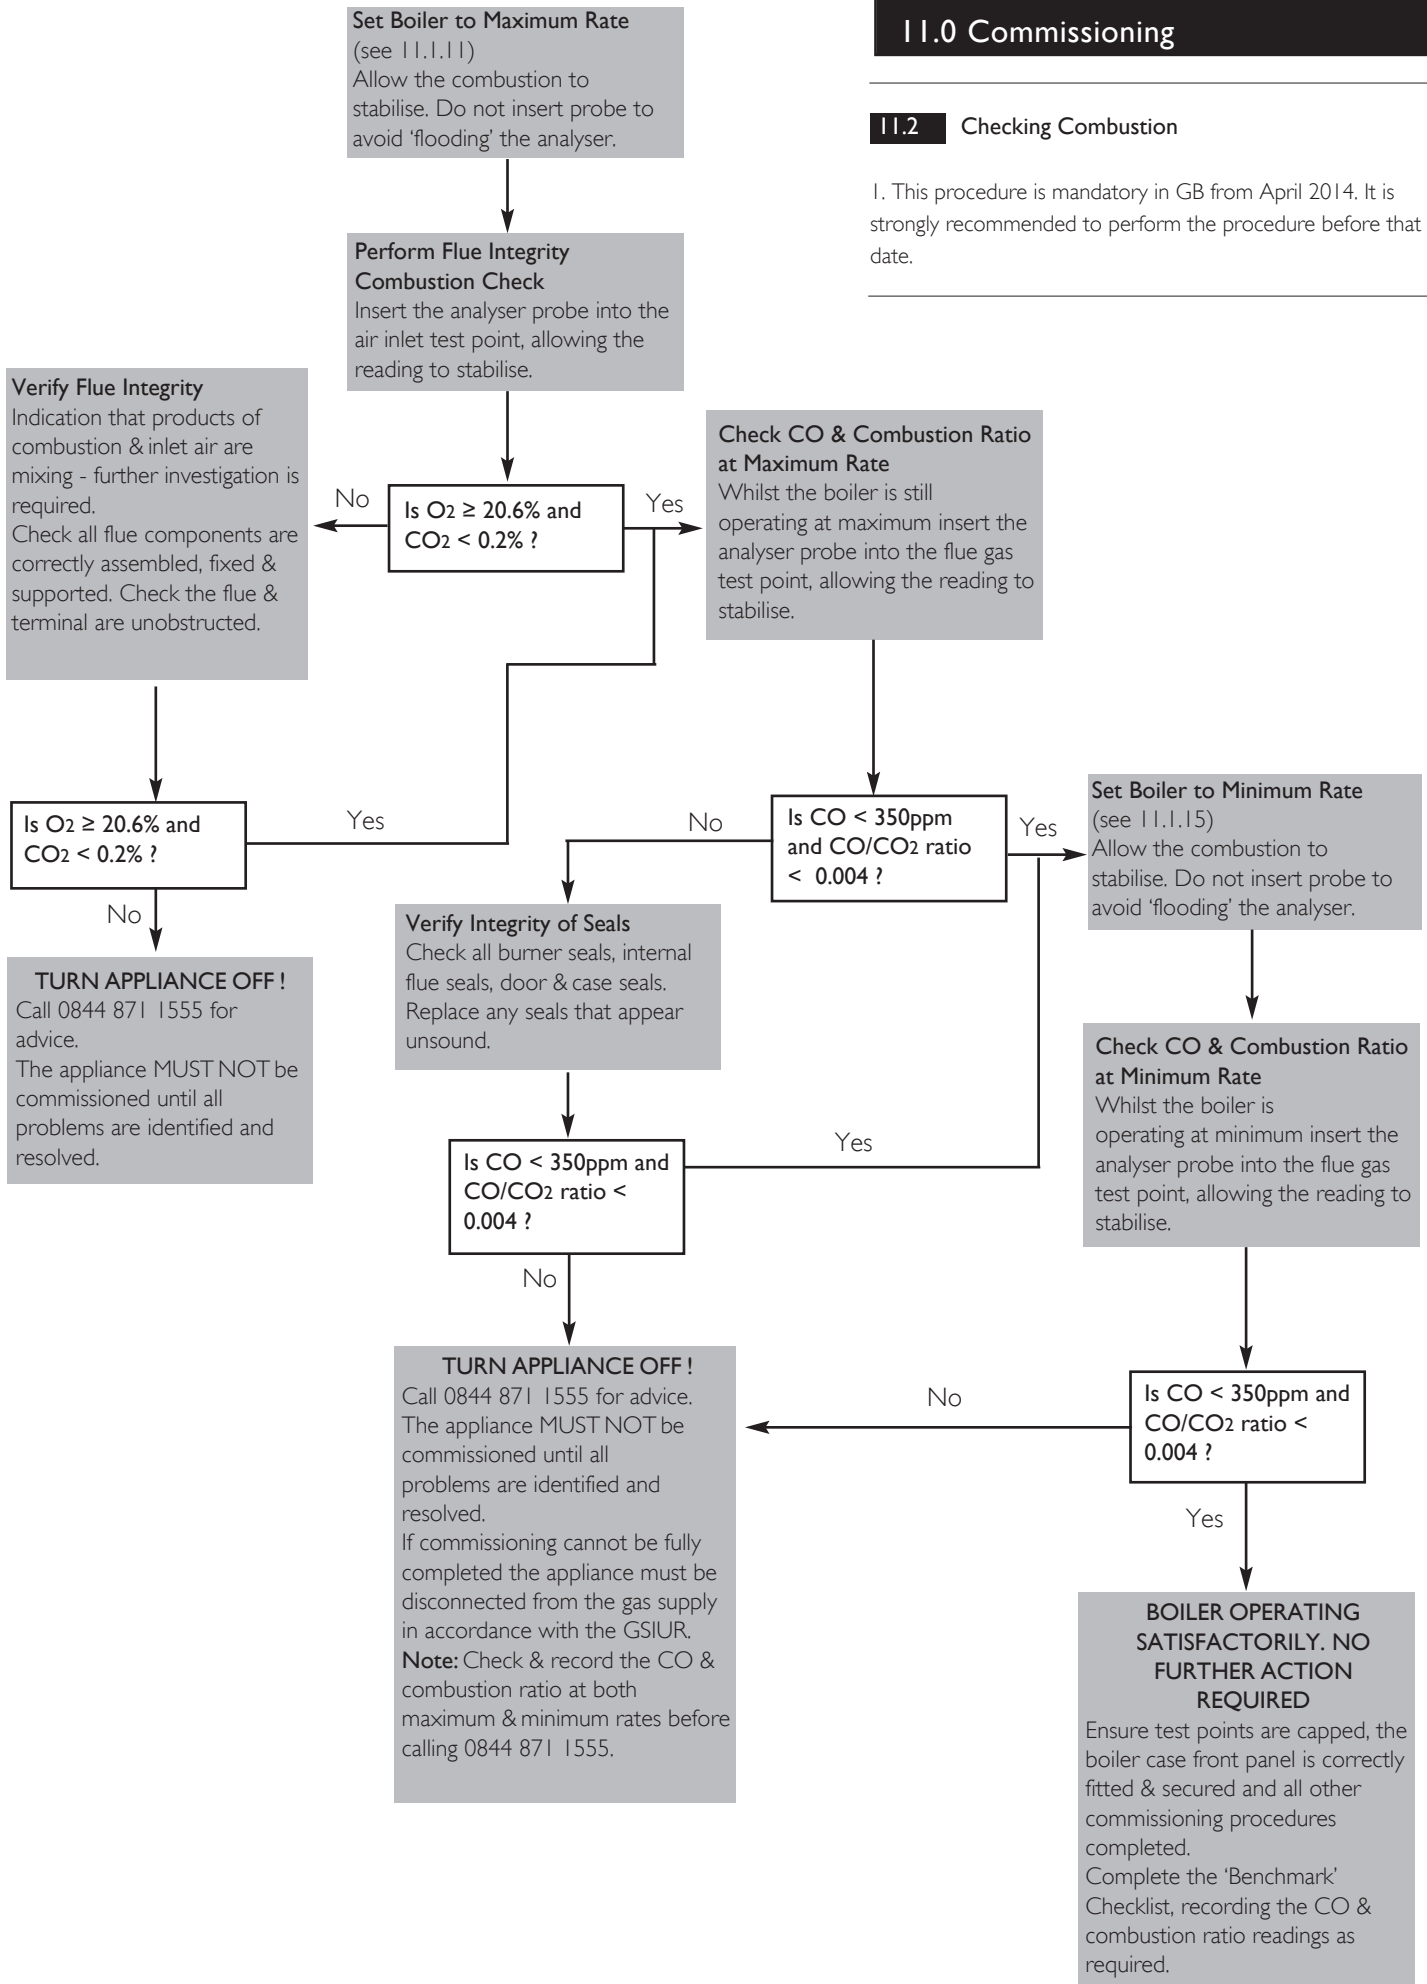 11.0 Commissioning
11.2 Checking Combustion
1. This procedure is mandatory in GB from April 2014. It is
strongly recommended to perform the procedure before that
date.
Set Boiler to Maximum Rate
(see 11.1.11)
Allow the combustion to
stabilise. Do not insert probe to
avoid ‘flooding’ the analyser.
Perform Flue Integrity
Combustion Check
Insert the analyser probe into the
air inlet test point, allowing the
reading to stabilise.
Is O2 ≥ 20.6% and
CO2 < 0.2% ?
No
Yes
Verify Flue Integrity
Indication that products of
combustion & inlet air are
mixing - further investigation is
required.
Check all flue components are
correctly assembled, fixed &
supported. Check the flue &
terminal are unobstructed.
Is O2 ≥ 20.6% and
CO2 < 0.2% ?
Yes
No
TURN APPLIANCE OFF !
Call 0844 871 1555 for
advice.
The appliance MUST NOT be
commissioned until all
problems are identified and
resolved.
Check CO & Combustion Ratio
at Maximum Rate
Whilst the boiler is still
operating at maximum insert the
analyser probe into the flue gas
test point, allowing the reading to
stabilise.
Is CO < 350ppm
and CO/CO2 ratio
< 0.004 ?
No
Yes
Verify Integrity of Seals
Check all burner seals, internal
flue seals, door & case seals.
Replace any seals that appear
unsound.
Is CO < 350ppm and
CO/CO2 ratio <
0.004 ?
Yes
No
TURN APPLIANCE OFF !
Call 0844 871 1555 for advice.
The appliance MUST NOT be
commissioned until all
problems are identified and
resolved.
If commissioning cannot be fully
completed the appliance must be
disconnected from the gas supply
in accordance with the GSIUR.
Note: Check & record the CO &
combustion ratio at both
maximum & minimum rates before
calling 0844 871 1555.
Set Boiler to Minimum Rate
(see 11.1.15)
Allow the combustion to
stabilise. Do not insert probe to
avoid ‘flooding’ the analyser.
Check CO & Combustion Ratio
at Minimum Rate
Whilst the boiler is
operating at minimum insert the
analyser probe into the flue gas
test point, allowing the reading to
stabilise.
Is CO < 350ppm and
CO/CO2 ratio <
0.004 ?
No
Yes
BOILER OPERATING
SATISFACTORILY. NO
FURTHER ACTION
REQUIRED
Ensure test points are capped, the
boiler case front panel is correctly
fitted & secured and all other
commissioning procedures
completed.
Complete the ‘Benchmark’
Checklist, recording the CO &
combustion ratio readings as
required.